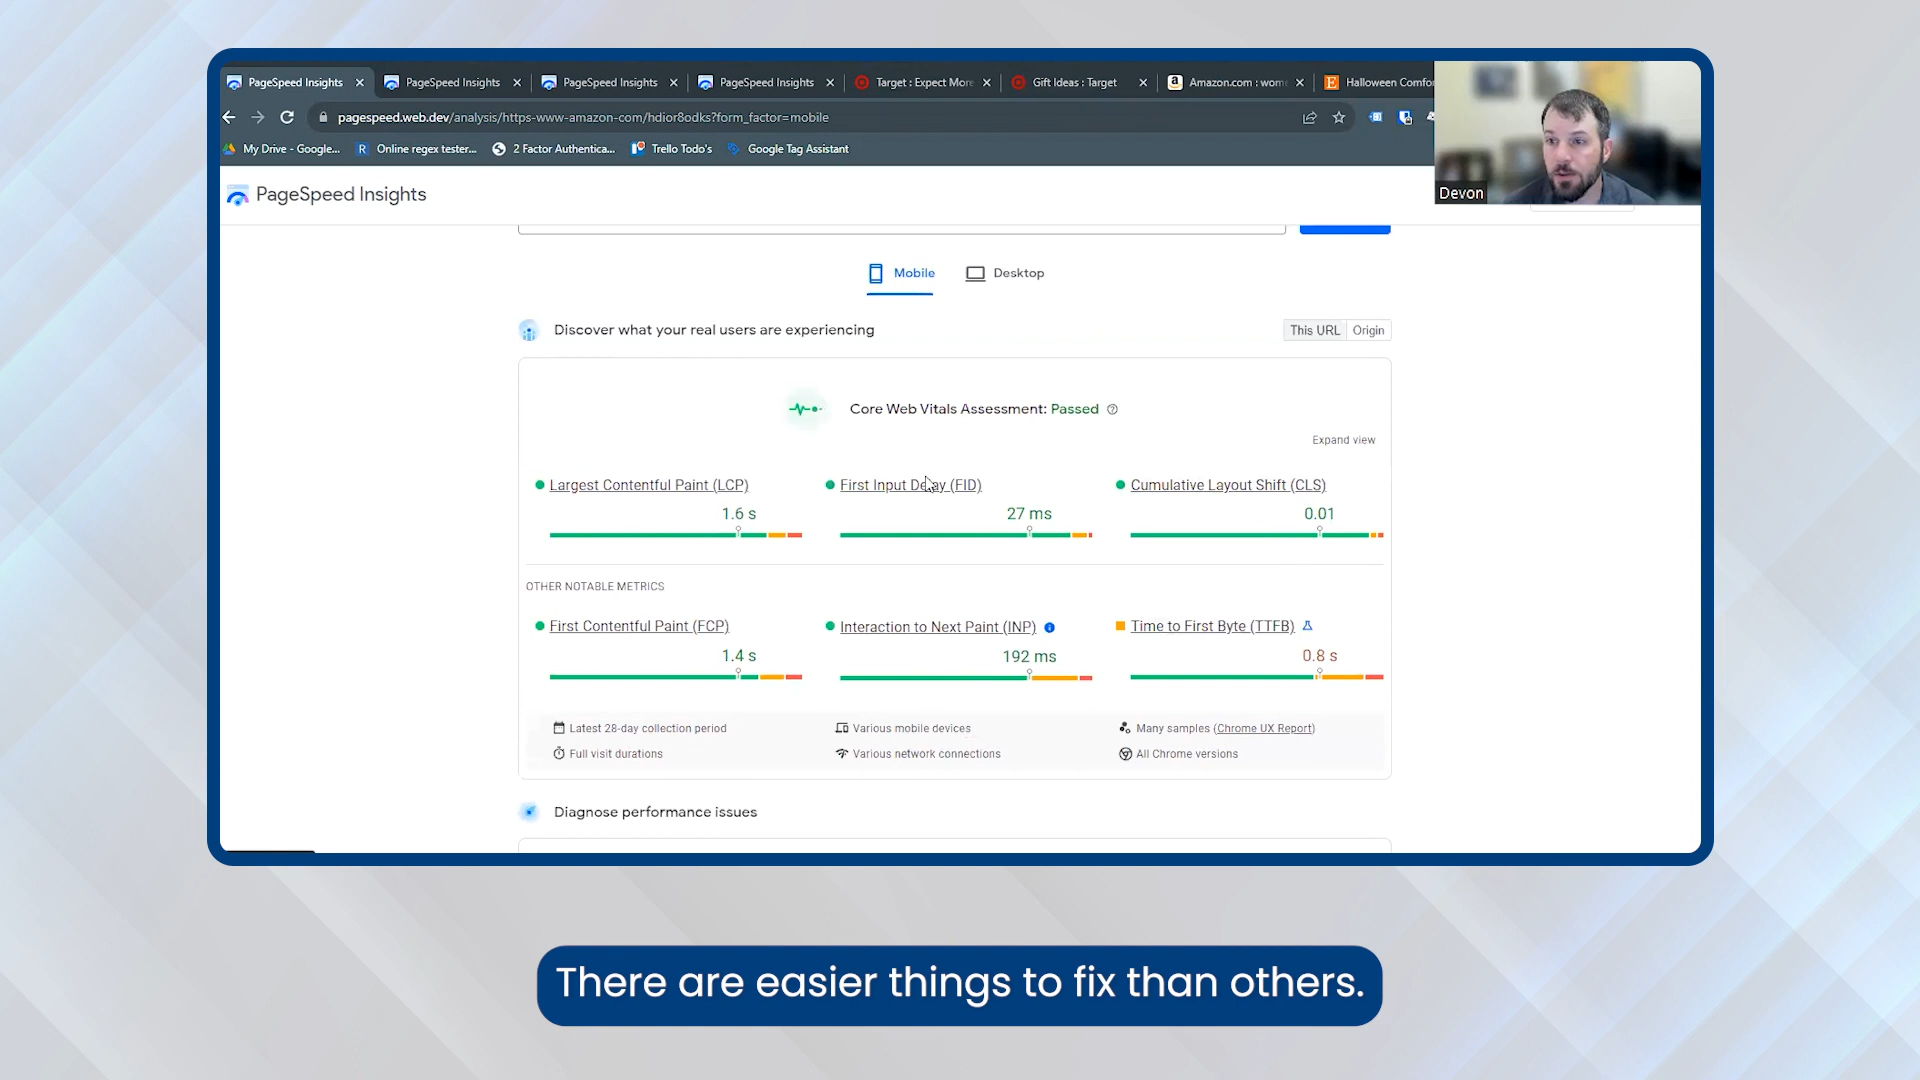 PageSpeed Insights
PageSpeed Insights
PageSpeed Insights
PageSpeed Insights
Target : Expect More
Gift Ideas : Target
Amazon.com : wome
Halloween Comfo
pagespeed.web.dev/analysis/https-www-amazon-com/hdior8odks?form_factor=mobile
My Drive - Google...
Online regex tester...
2 Factor Authentica...
Trello Todo's
Google Tag Assistant
Devon
PageSpeed Insights
Mobile
Desktop
Discover what your real users are experiencing
This URL
Origin
Core Web Vitals Assessment: Passed
Expand view
Largest Contentful Paint (LCP)
1.6 s
First Input Delay (FID)
27 ms
Cumulative Layout Shift (CLS)
0.01
OTHER NOTABLE METRICS
First Contentful Paint (FCP)
1.4 s
Interaction to Next Paint (INP)
192 ms
Time to First Byte (TTFB)
0.8 s
Latest 28-day collection period
Various mobile devices
Many samples (Chrome UX Report)
Full visit durations
Various network connections
All Chrome versions
Diagnose performance issues
There are easier things to fix than others.